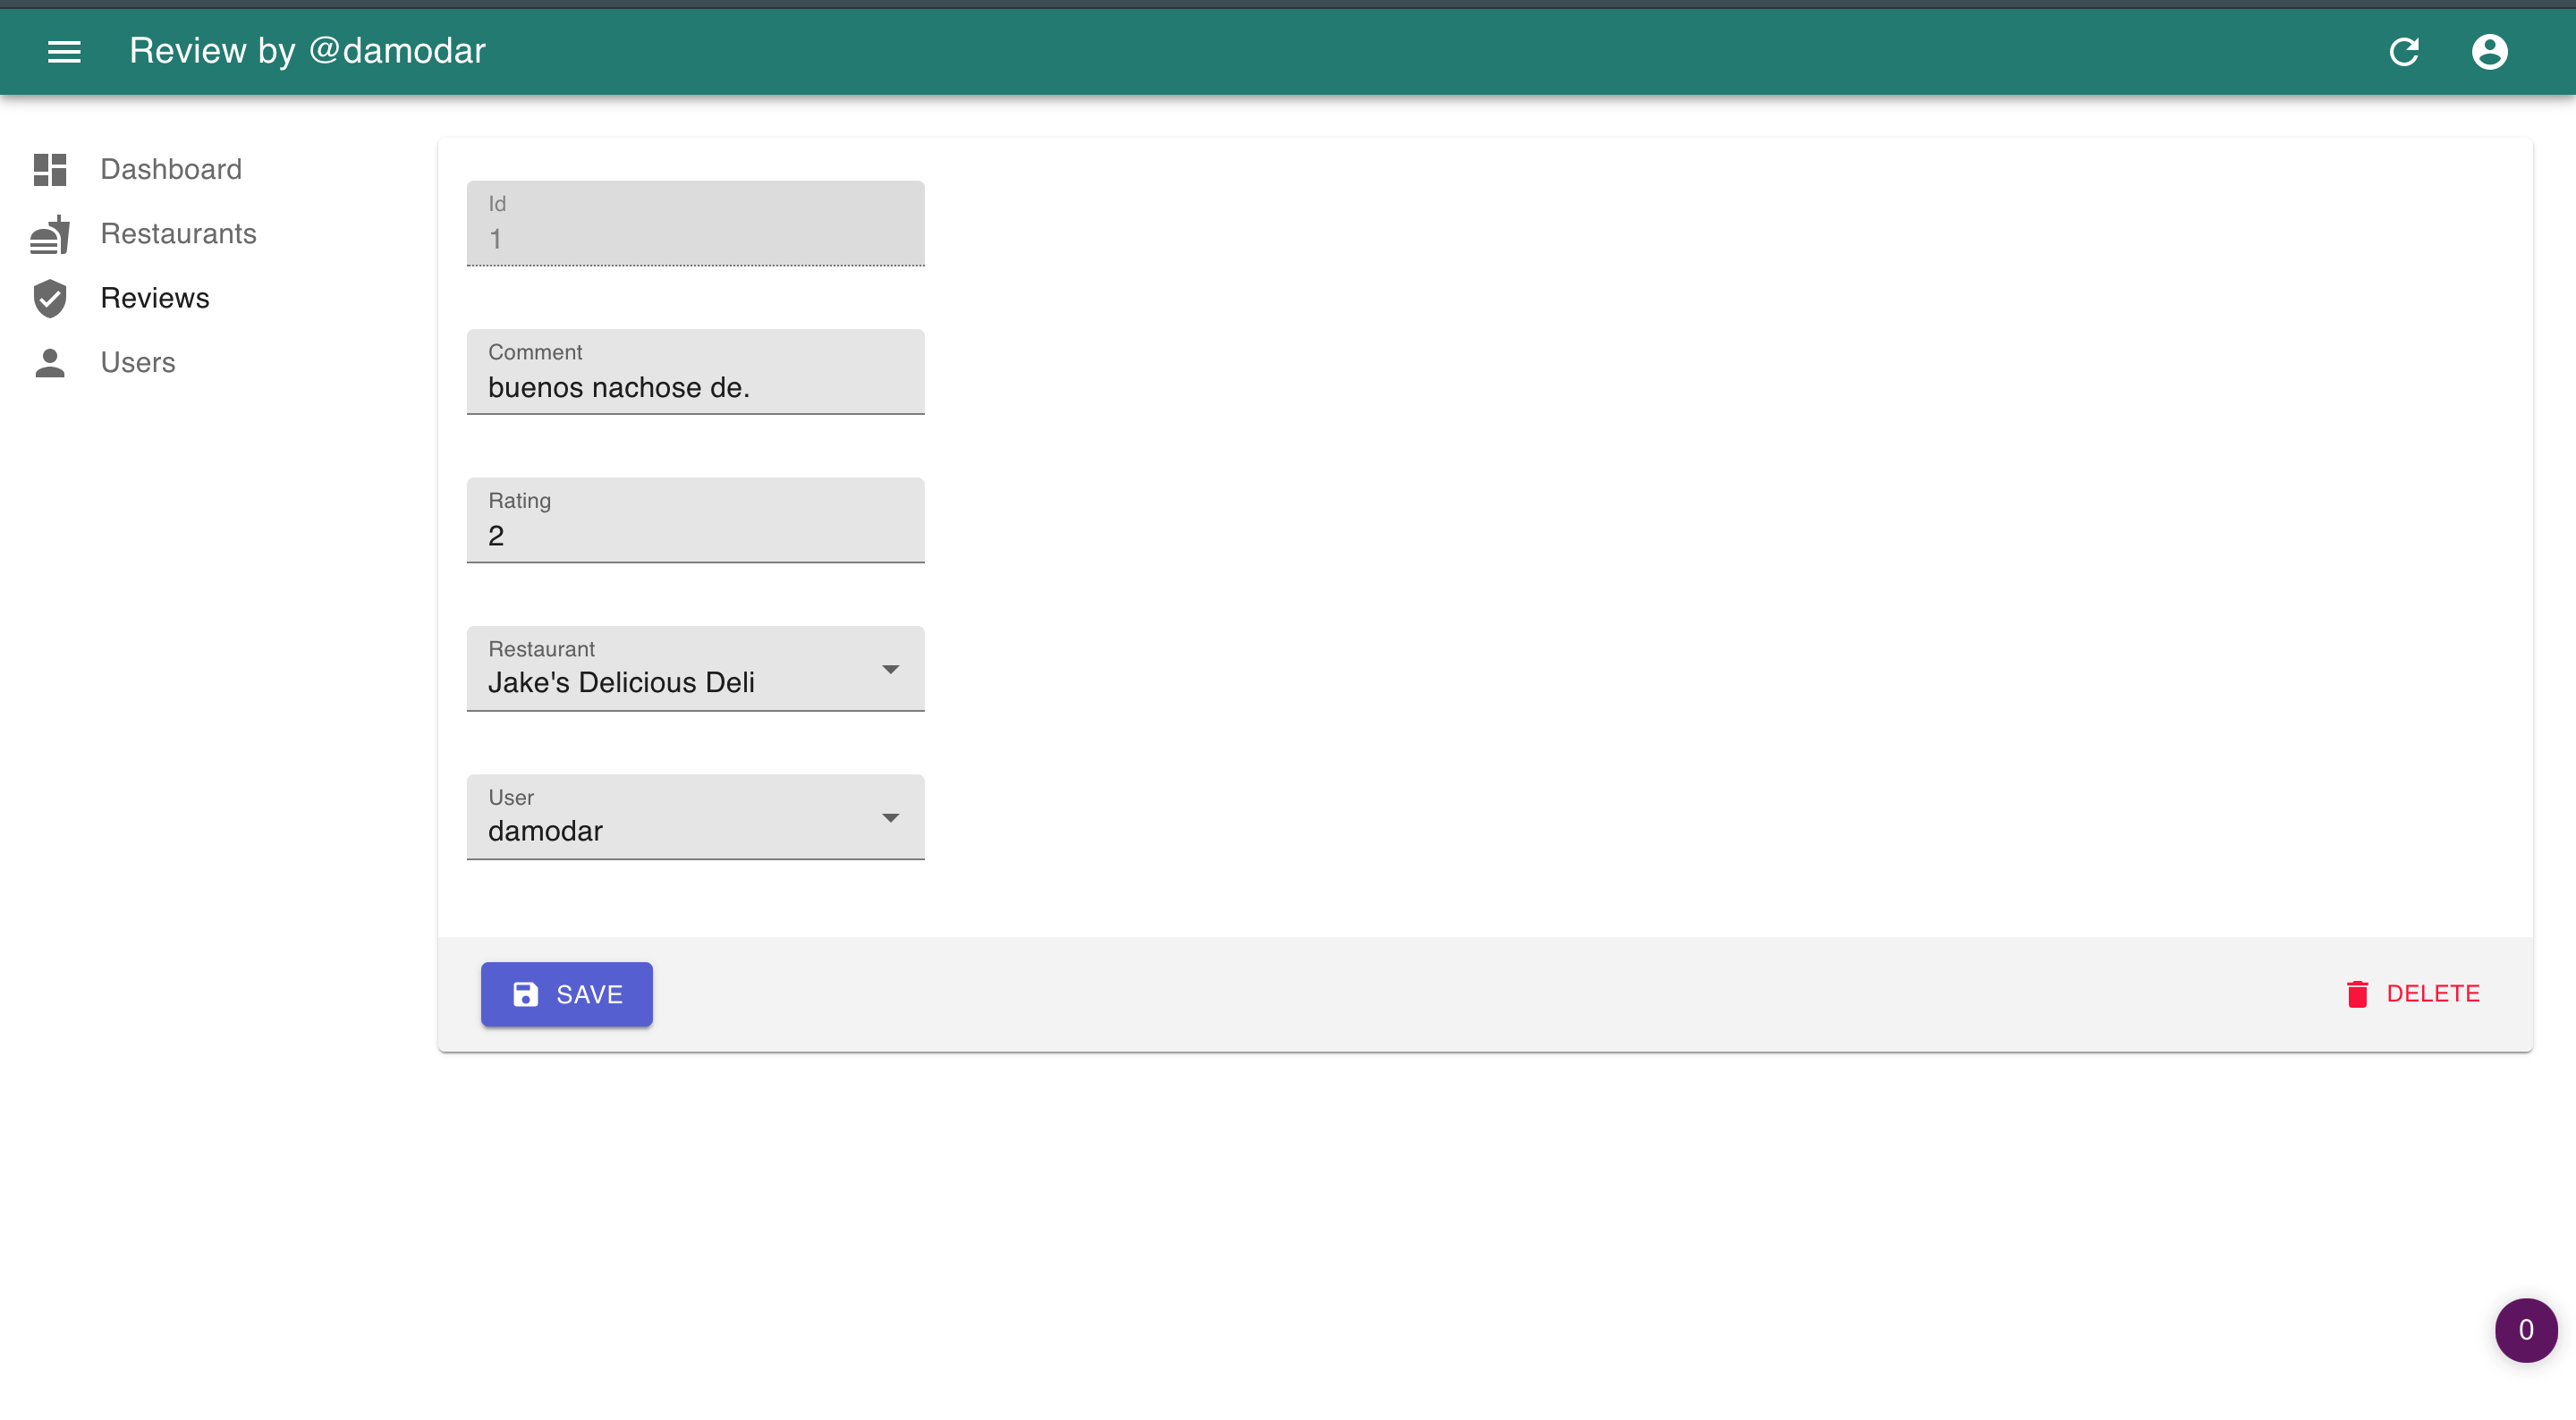 Review by @damodar
Dashboard
Restaurants
Reviews
Users
Id
1
Comment
buenos nachose de.
Rating
2
Restaurant
Jake's Delicious Deli
User
damodar
SAVE
DELETE
0